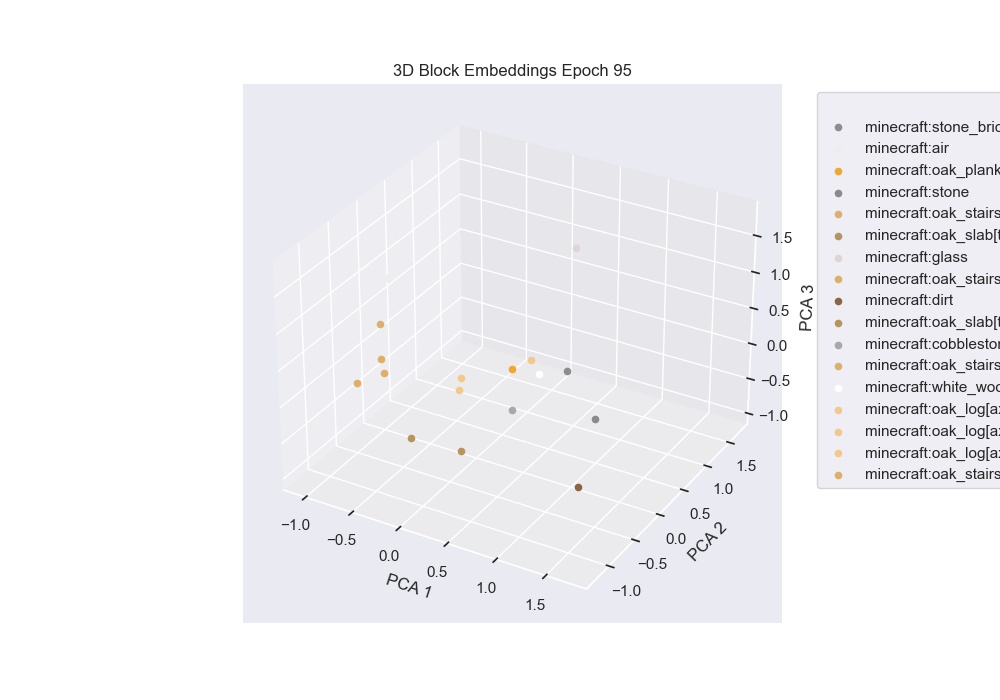 3D Block Embeddings Epoch 95
minecraft:stone_bric
minecraft:air
minecraft:oak_plank
minecraft:stone
minecraft:oak_stairs
minecraft:oak_slab[t
minecraft:glass
minecraft:oak_stairs
minecraft:dirt
minecraft:oak_slab[t
minecraft:cobbleston
minecraft:oak_stairs
minecraft:white_woo
minecraft:oak_log[ax
minecraft:oak_log[ax
minecraft:oak_log[ax
minecraft:oak_stairs
1.5
1.0
0.5
0.0
−0.5
−1.0
PCA 3
1.5
1.0
0.5
0.0
−0.5
−1.0
PCA 2
−1.0
−0.5
0.0
0.5
1.0
1.5
PCA 1